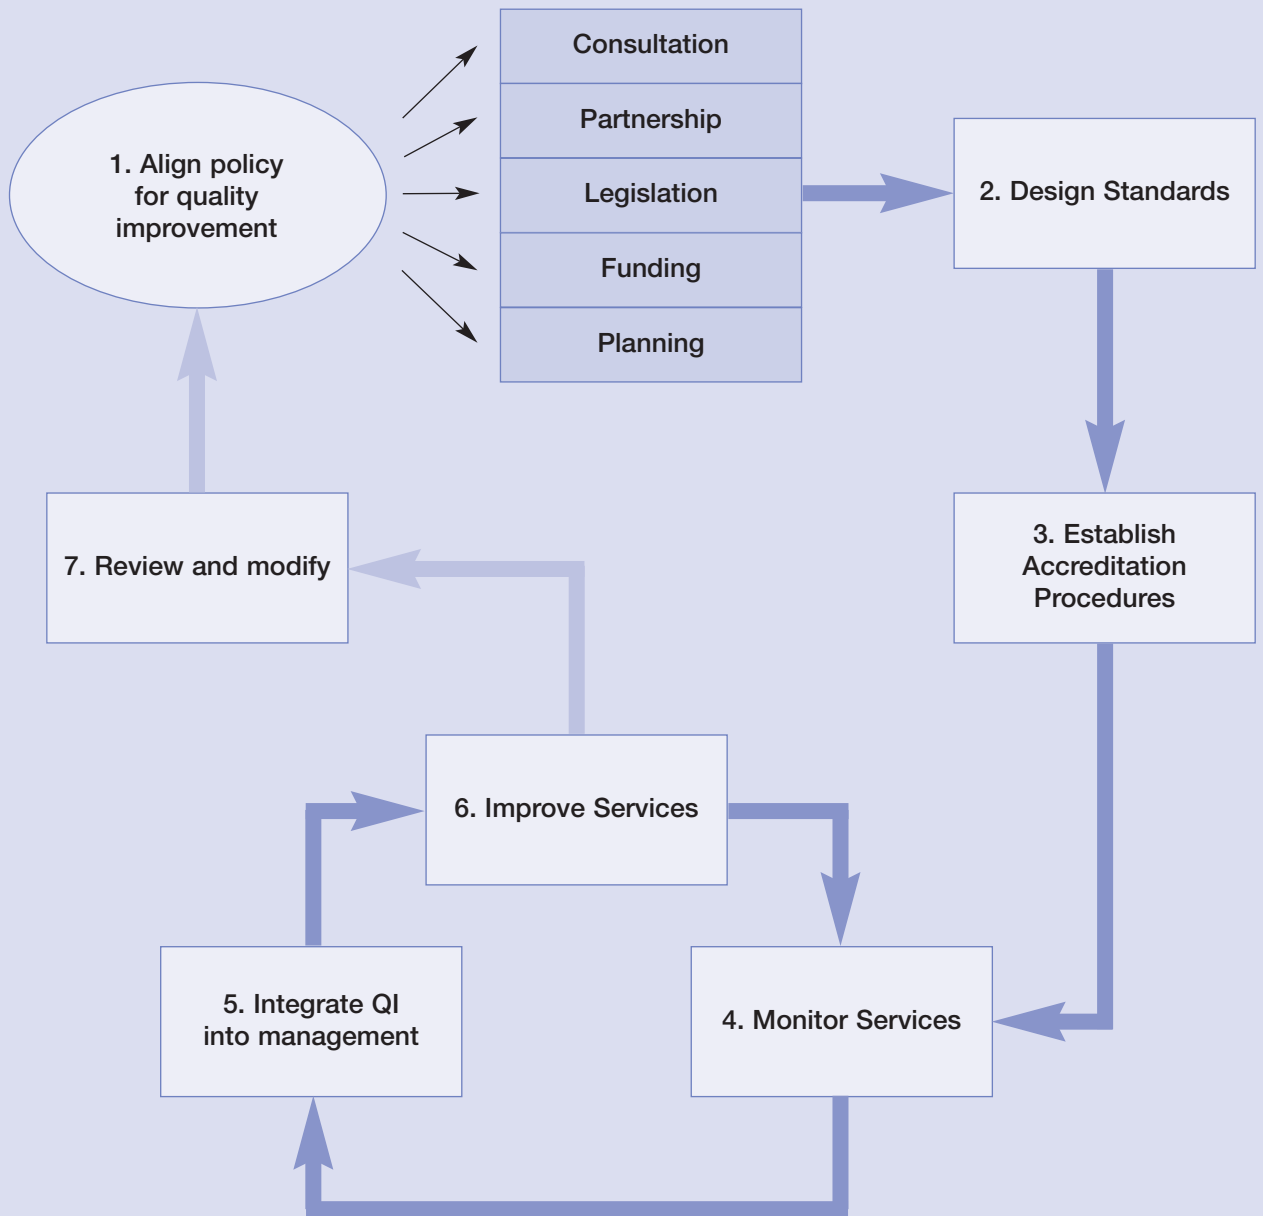 1. Align policy
for quality
improvement
Consultation
Partnership
Legislation
Funding
Planning
2. Design Standards
3. Establish
Accreditation
Procedures
7. Review and modify
6. Improve Services
5. Integrate QI
into management
4. Monitor Services